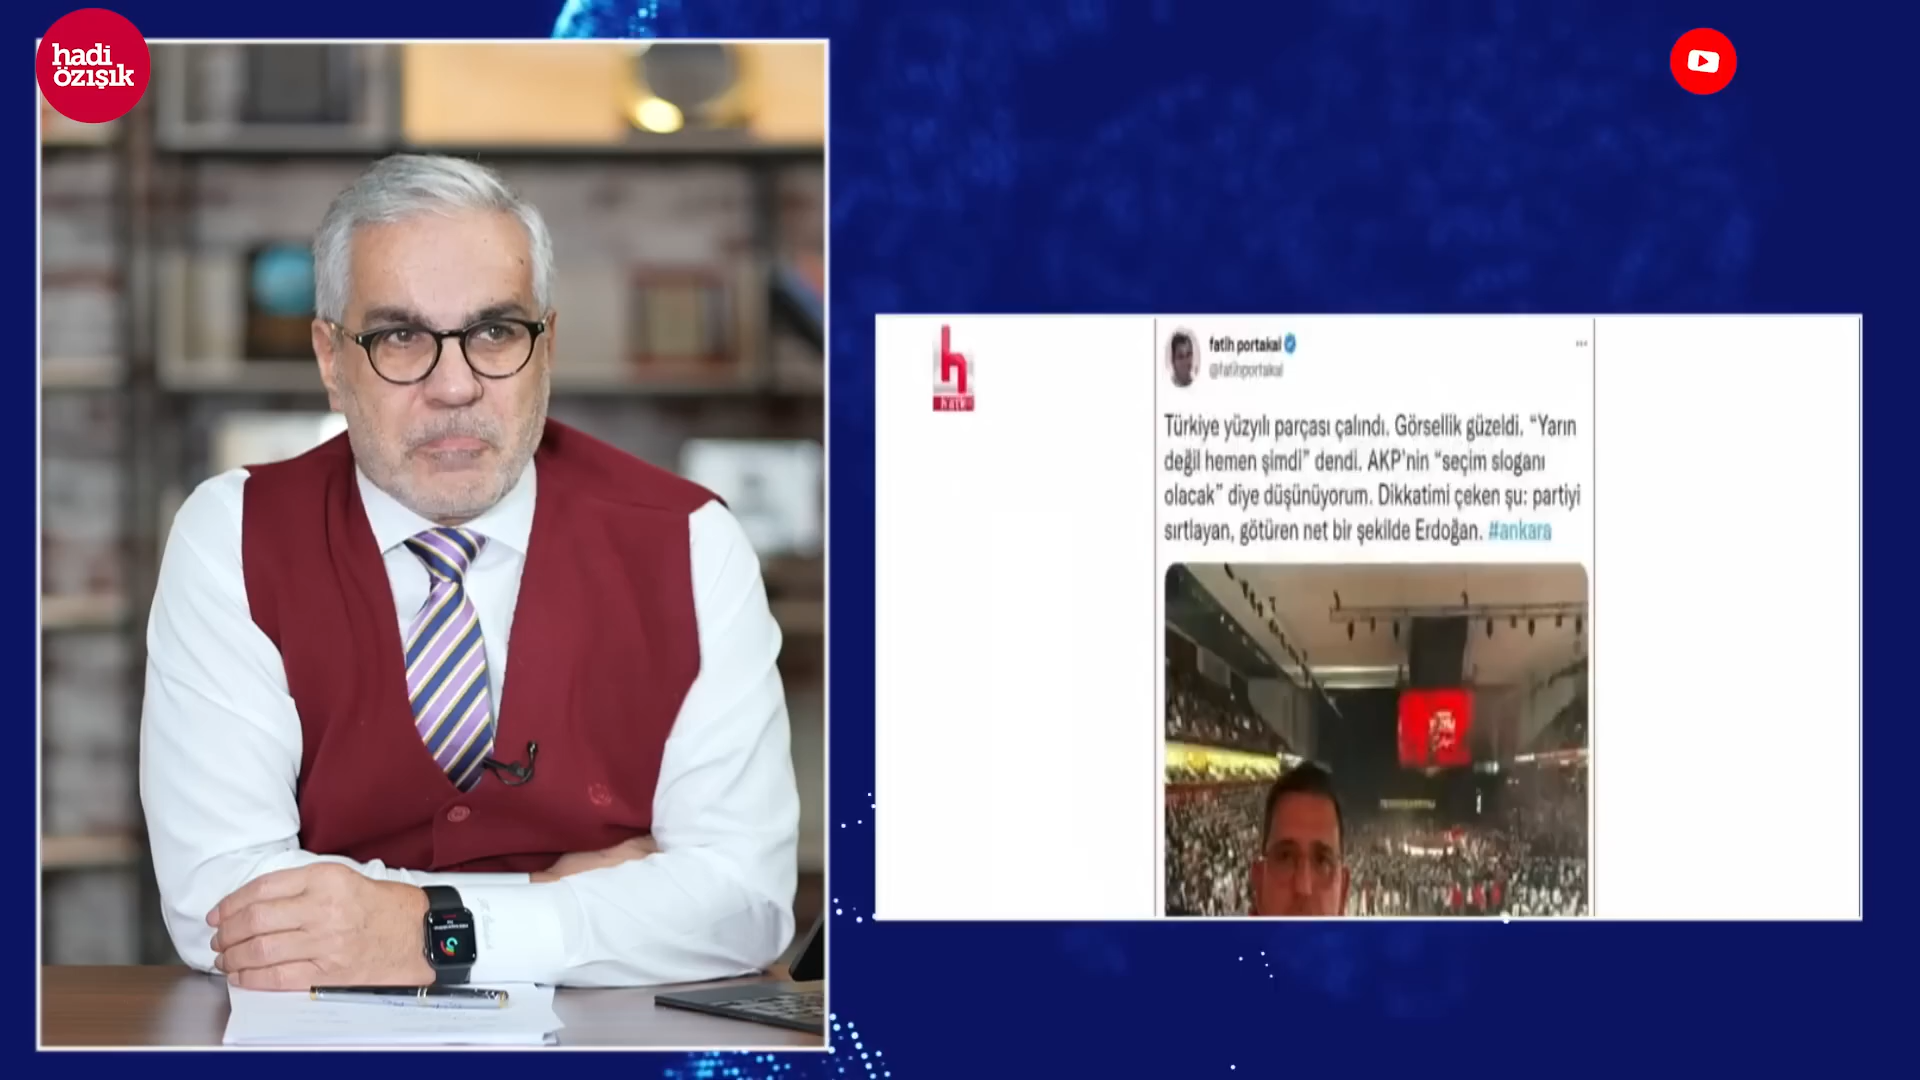 hadi
özışık
h
halk
fatih portakal
@fatihportakal
Türkiye yüzyılı parçası çalındı. Görsellik güzeldi. “Yarın
değil hemen şimdi” dendi. AKP’nin “seçim sloganı
olacak” diye düşünüyorum. Dikkatimi çeken şu: partiyi
sırtlayan, götüren net bir şekilde Erdoğan. #ankara